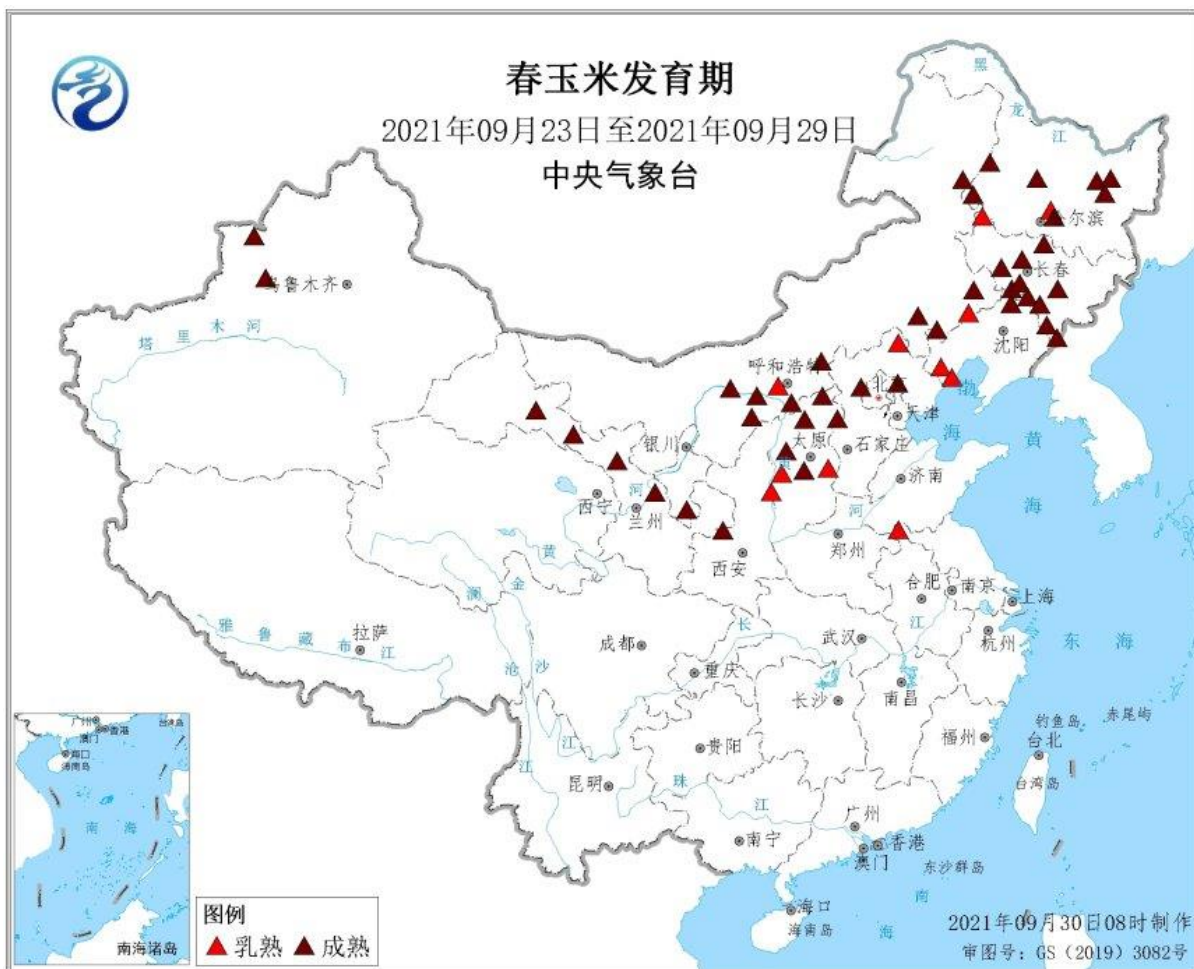 春玉米发育期
2021年09月23日至2021年09月29日
中央气象台
黑
龙
江
哈尔滨
长春
沈阳
乌鲁木齐
塔里木河
呼和浩特
北京
天津
渤
海
黄
海
银川
太原
石家庄
黄
河
济南
西宁
河
兰州
黄
西安
郑州
合肥
南京
上海
江
杭州
东海
雅鲁藏布江
拉萨
澜
沧
江
金
沙
江
成都
长
重庆
武汉
南昌
长沙
贵阳
福州
钓鱼岛
赤尾屿
台北
台湾岛
昆明
珠
江
广州
香港
澳门
南宁
东沙群岛
南
海
海口
海南岛
广州
香港
澳门
台湾岛
海口
海南岛
南海
南海诸岛
图例
乳熟
成熟
2021年09月30日08时制作
审图号：GS（2019）3082号